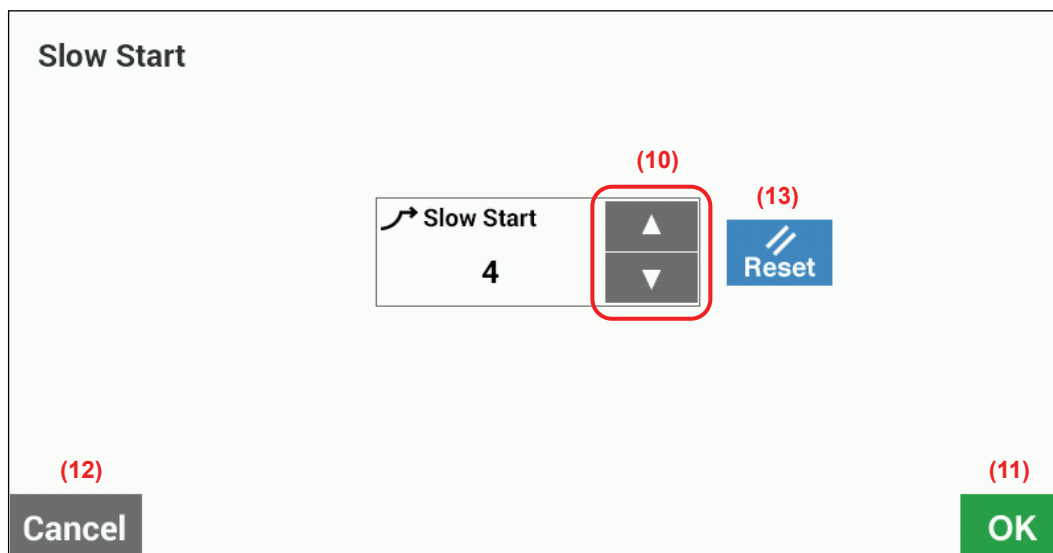 Slow Start
(10)
(13)
Slow Start
4
▲
▼
Reset
(12)
(11)
Cancel
OK